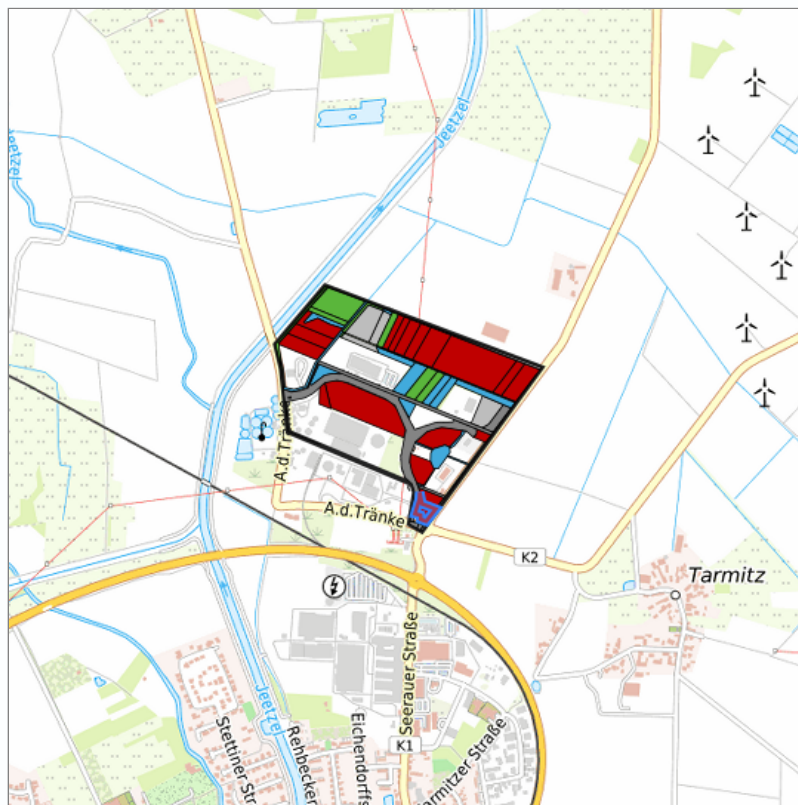 Jeetzel
Jeetzel
A.d.Tränke
A.d.Tränke
K2
Tarmitz
Seerauer Straße
Jeetzel
Stettiner Str
Rehbecker
Eichendorffs
K1
Tarmitzer Straße